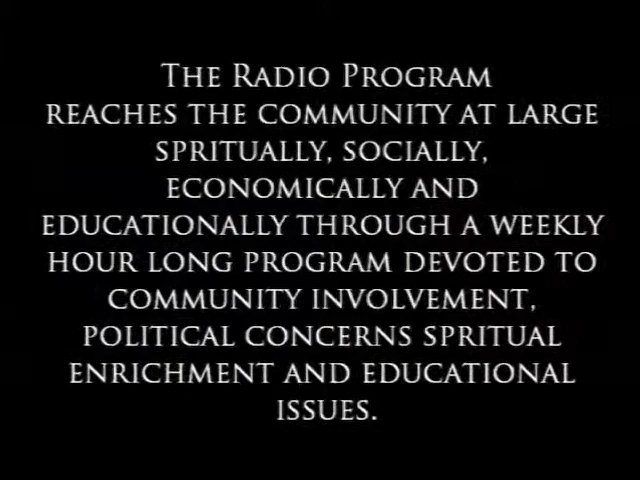 The Radio Program
reaches the community at large
spritually, socially,
economically and
educationally through a weekly
hour long program devoted to
community involvement,
political concerns spritual
enrichment and educational
issues.